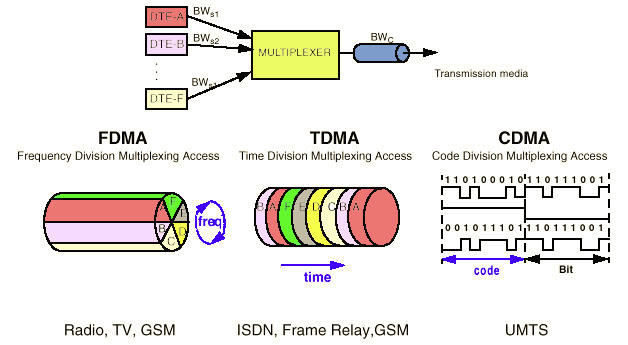 DTE-A
BWs1
DTE-B
BWs2
MULTIPLEXER
BWC
Transmission media
DTE-F
FDMA
TDMA
CDMA
Frequency Division Multiplexing Access
Time Division Multiplexing Access
Code Division Multiplexing Access
1 1 0 1 0 0 0 1 0 1 1 0 1 1 1 0 0 1
F
A
E
B
D
C
freq
B A F E D C B A
0 0 1 0 1 1 1 0 1 1 1 0 1 1 1 0 0 1
time
code
Bit
Radio, TV, GSM
ISDN, Frame Relay,GSM
UMTS